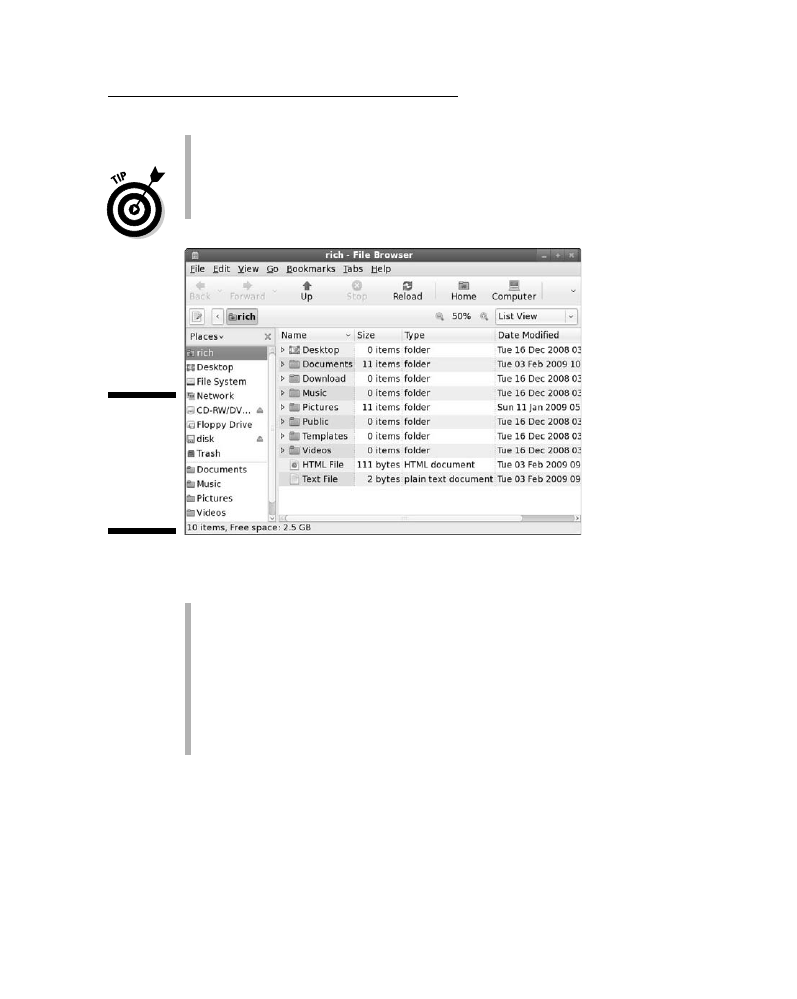 TIP
rich - File Browser
File Edit View Go Bookmarks Tabs Help
Back Forward Up Stop Reload Home Computer
rich 50% List View
Places Name Size Type Date Modified
rich
Desktop
File System
Network
CD-RW/DV...
Floppy Drive
disk
Trash
Documents
Music
Pictures
Videos
Desktop 0 items folder Tue 16 Dec 2008 03
Documents 11 items folder Tue 03 Feb 2009 10
Download 0 items folder Tue 16 Dec 2008 03
Music 0 items folder Tue 16 Dec 2008 03
Pictures 11 items folder Sun 11 Jan 2009 05
Public 0 items folder Tue 16 Dec 2008 03
Templates 0 items folder Tue 16 Dec 2008 03
Videos 0 items folder Tue 16 Dec 2008 03
HTML File 111 bytes HTML document Tue 03 Feb 2009 09
Text File 2 bytes plain text document Tue 03 Feb 2009 09
10 items, Free space: 2.5 GB